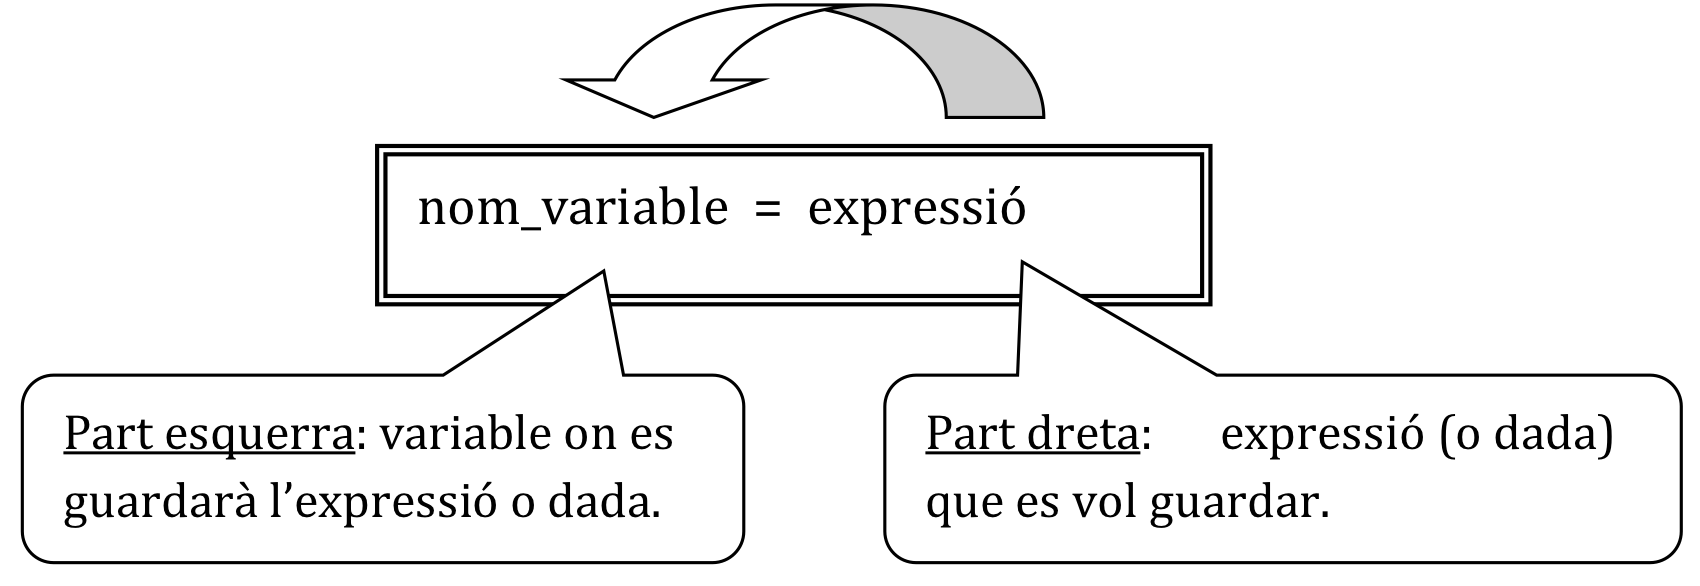 nom_variable = expressió
Part esquerra: variable on es
guardarà l’expressió o dada.
Part dreta: expressió (o dada)
que es vol guardar.